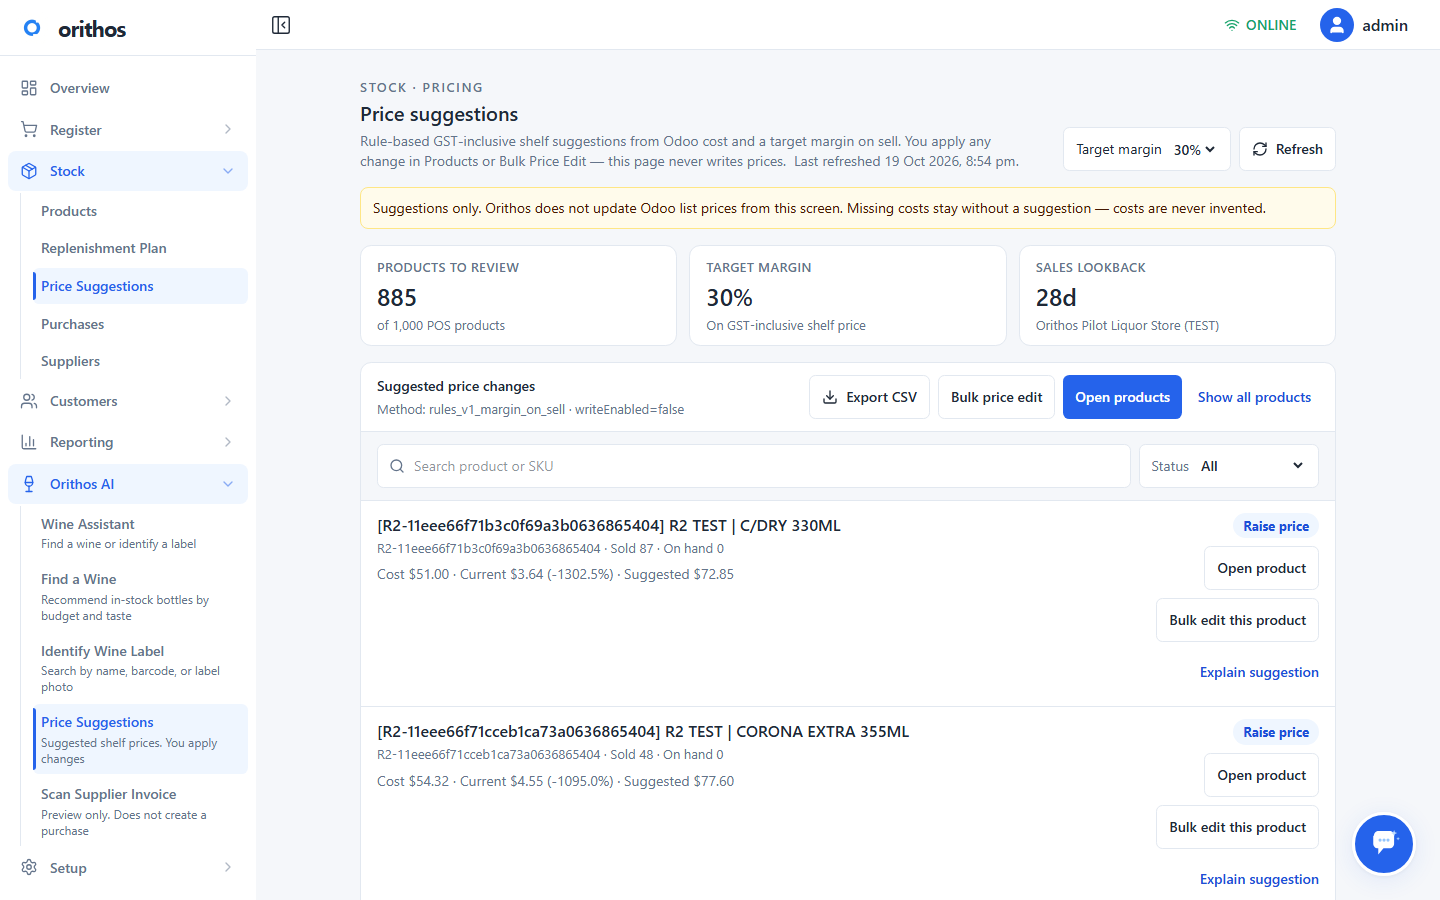 orithos
ONLINE
admin
Overview
Register
Stock
Products
Replenishment Plan
Price Suggestions
Purchases
Suppliers
Customers
Reporting
Orithos AI
Wine Assistant
Find a wine or identify a label
Find a Wine
Recommend in-stock bottles by
budget and taste
Identify Wine Label
Search by name, barcode, or label
photo
Price Suggestions
Suggested shelf prices. You apply
changes
Scan Supplier Invoice
Preview only. Does not create a
purchase
Setup
STOCK · PRICING
Price suggestions
Rule-based GST-inclusive shelf suggestions from Odoo cost and a target margin on sell. You apply any
change in Products or Bulk Price Edit — this page never writes prices. Last refreshed 19 Oct 2026, 8:54 pm.
Target margin 30%
Refresh
Suggestions only. Orithos does not update Odoo list prices from this screen. Missing costs stay without a suggestion — costs are never invented.
PRODUCTS TO REVIEW
885
of 1,000 POS products
TARGET MARGIN
30%
On GST-inclusive shelf price
SALES LOOKBACK
28d
Orithos Pilot Liquor Store (TEST)
Suggested price changes
Method: rules_v1_margin_on_sell · writeEnabled=false
Export CSV
Bulk price edit
Open products
Show all products
Search product or SKU
Status All
[R2-11eee66f71b3c0f69a3b0636865404] R2 TEST | C/DRY 330ML
R2-11eee66f71b3c0f69a3b0636865404 · Sold 87 · On hand 0
Cost $51.00 · Current $3.64 (-1302.5%) · Suggested $72.85
Raise price
Open product
Bulk edit this product
Explain suggestion
[R2-11eee66f71cceb1ca73a0636865404] R2 TEST | CORONA EXTRA 355ML
R2-11eee66f71cceb1ca73a0636865404 · Sold 48 · On hand 0
Cost $54.32 · Current $4.55 (-1095.0%) · Suggested $77.60
Raise price
Open product
Bulk edit this product
Explain suggestion